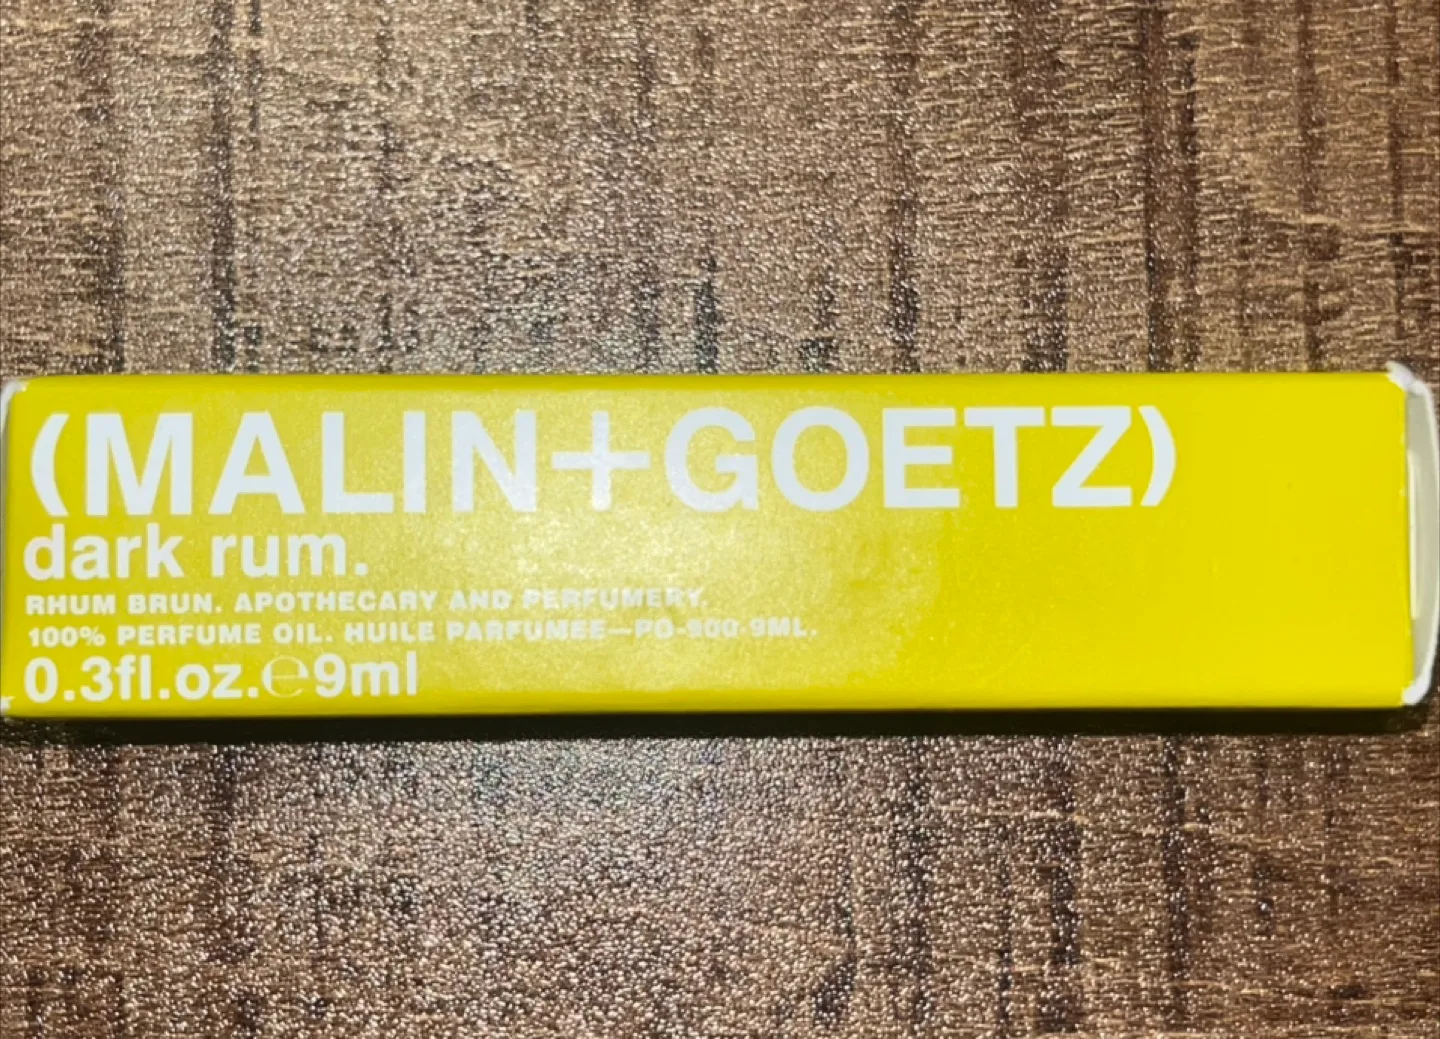 (MALIN+GOETZ)
dark rum.
RHUM BRUN. APOTHECARY AND PERFUMERY.
100% PERFUME OIL. HUILE PARFUMEE—PO-900-9ML.
0.3fl.oz.℮9ml